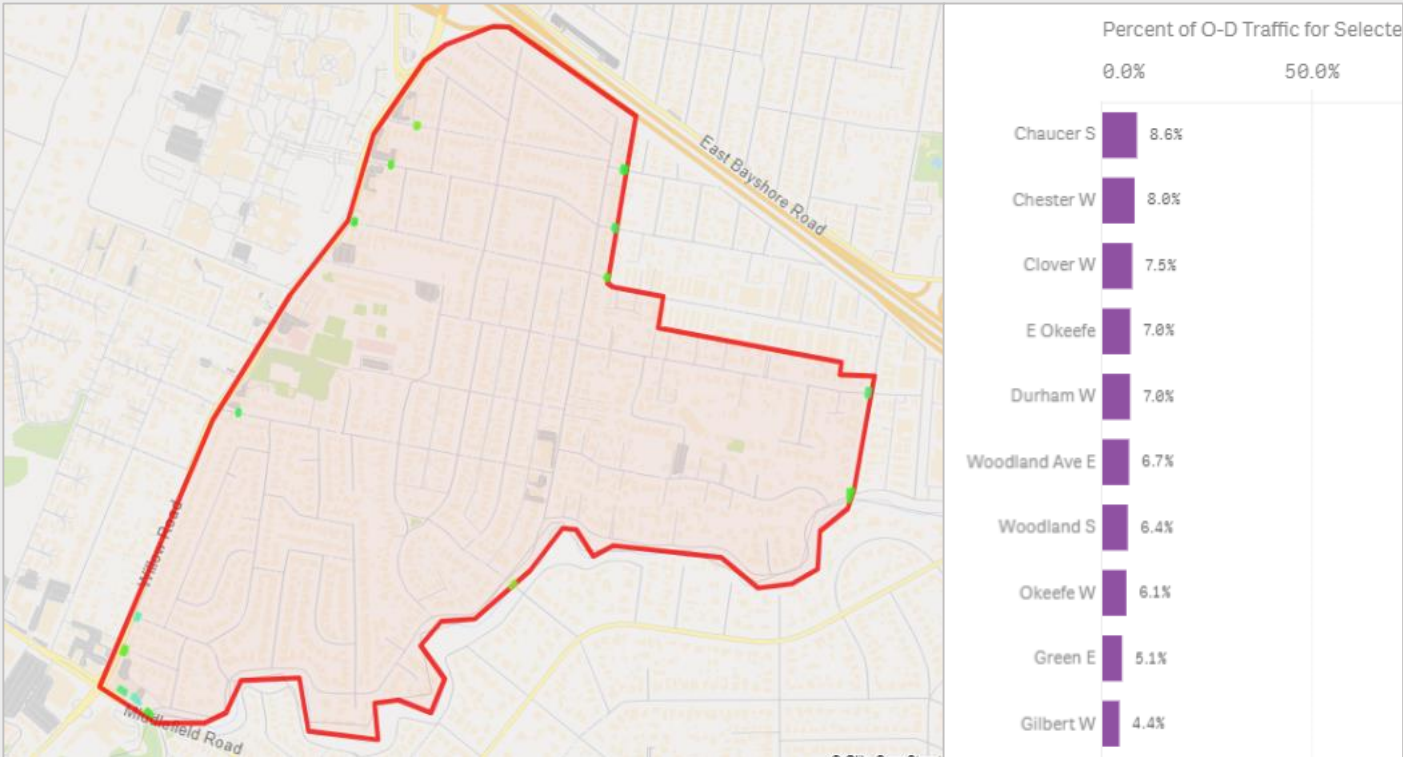 East Bayshore Road
Willow Road
Middlefield Road
Percent of O-D Traffic for Selecte
0.0% 50.0%
Chaucer S 8.6%
Chester W 8.0%
Clover W 7.5%
E Okeefe 7.0%
Durham W 7.0%
Woodland Ave E 6.7%
Woodland S 6.4%
Okeefe W 6.1%
Green E 5.1%
Gilbert W 4.4%